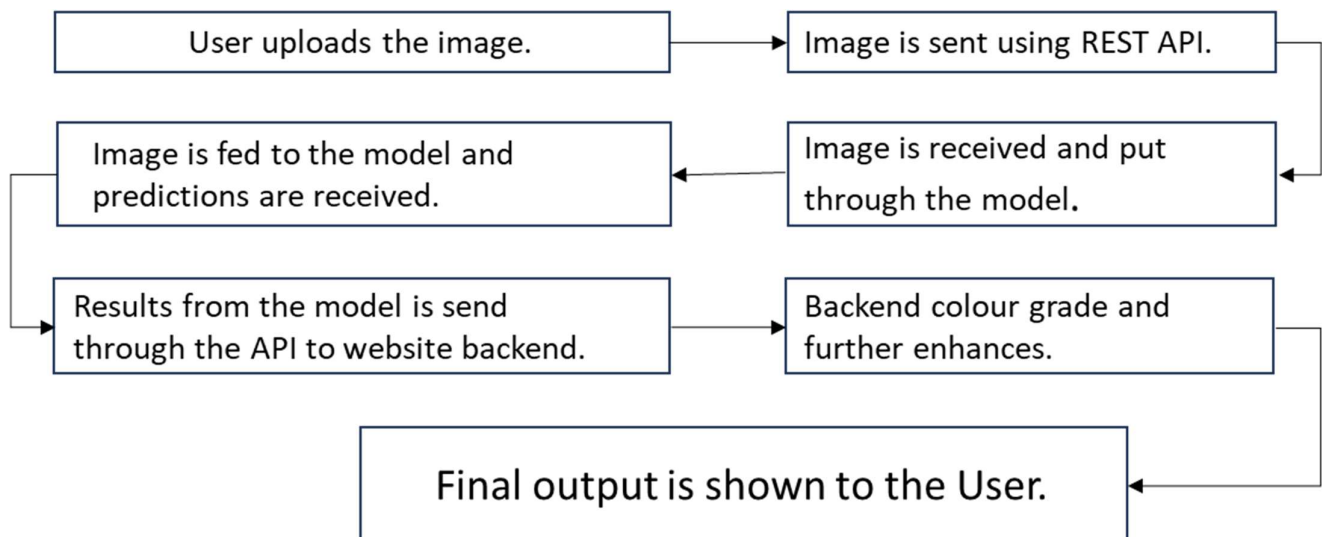 User uploads the image.
Image is sent using REST API.
Image is received and put
through the model.
Image is fed to the model and
predictions are received.
Results from the model is send
through the API to website backend.
Backend colour grade and
further enhances.
Final output is shown to the User.